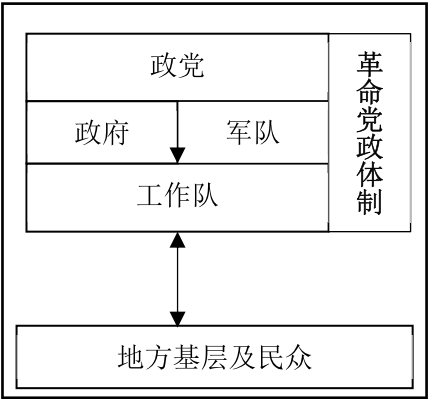 政党
政府
军队
工作队
革命党政体制
地方基层及民众